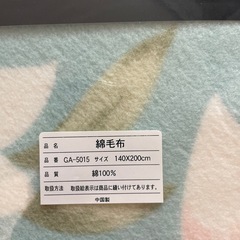 品名 綿毛布
品番 GA-5015 サイズ 140X200cm
品質 綿100%
取扱方法 取扱絵表示は商品に縫い付けてあります。
中国製